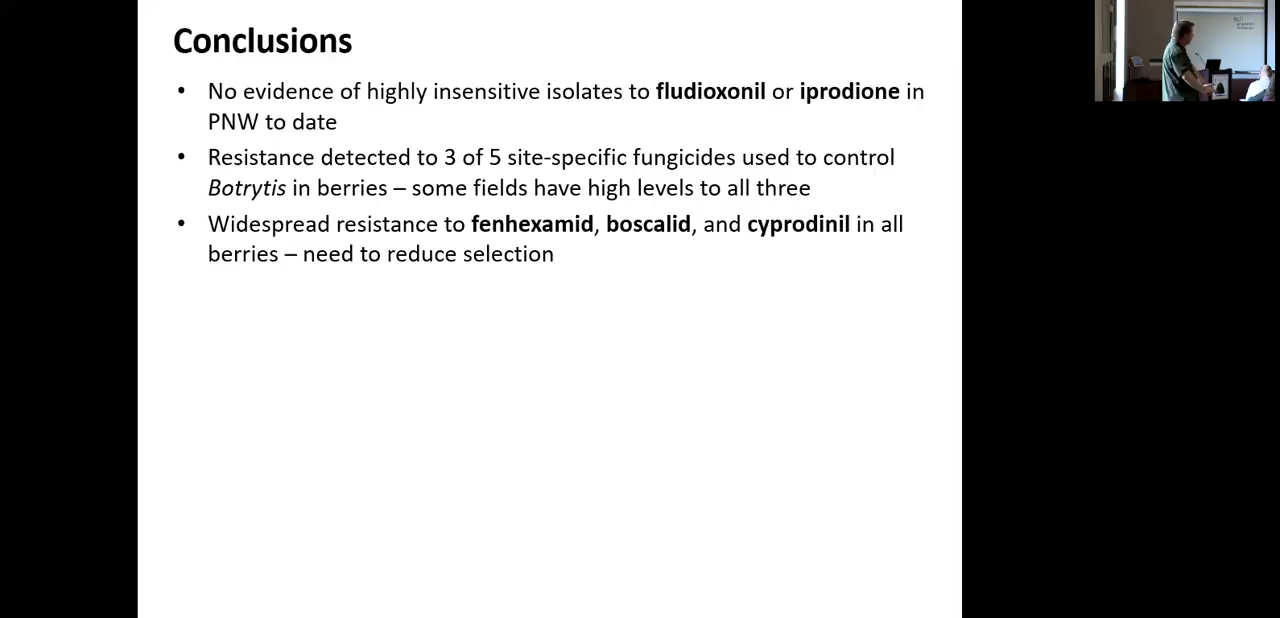 Conclusions
• No evidence of highly insensitive isolates to fludioxonil or iprodione in
PNW to date
• Resistance detected to 3 of 5 site-specific fungicides used to control
Botrytis in berries – some fields have high levels to all three
• Widespread resistance to fenhexamid, boscalid, and cyprodinil in all
berries – need to reduce selection